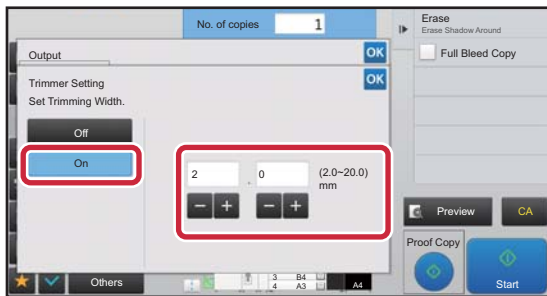 No. of copies 1
Erase
Erase Shadow Around
Output OK
Full Bleed Copy
Trimmer Setting OK
Set Trimming Width.
Off
On
2 . 0 (2.0~20.0)
mm
− + − +
Preview CA
Proof Copy
Others
3 B4
4 A3
A4
Start